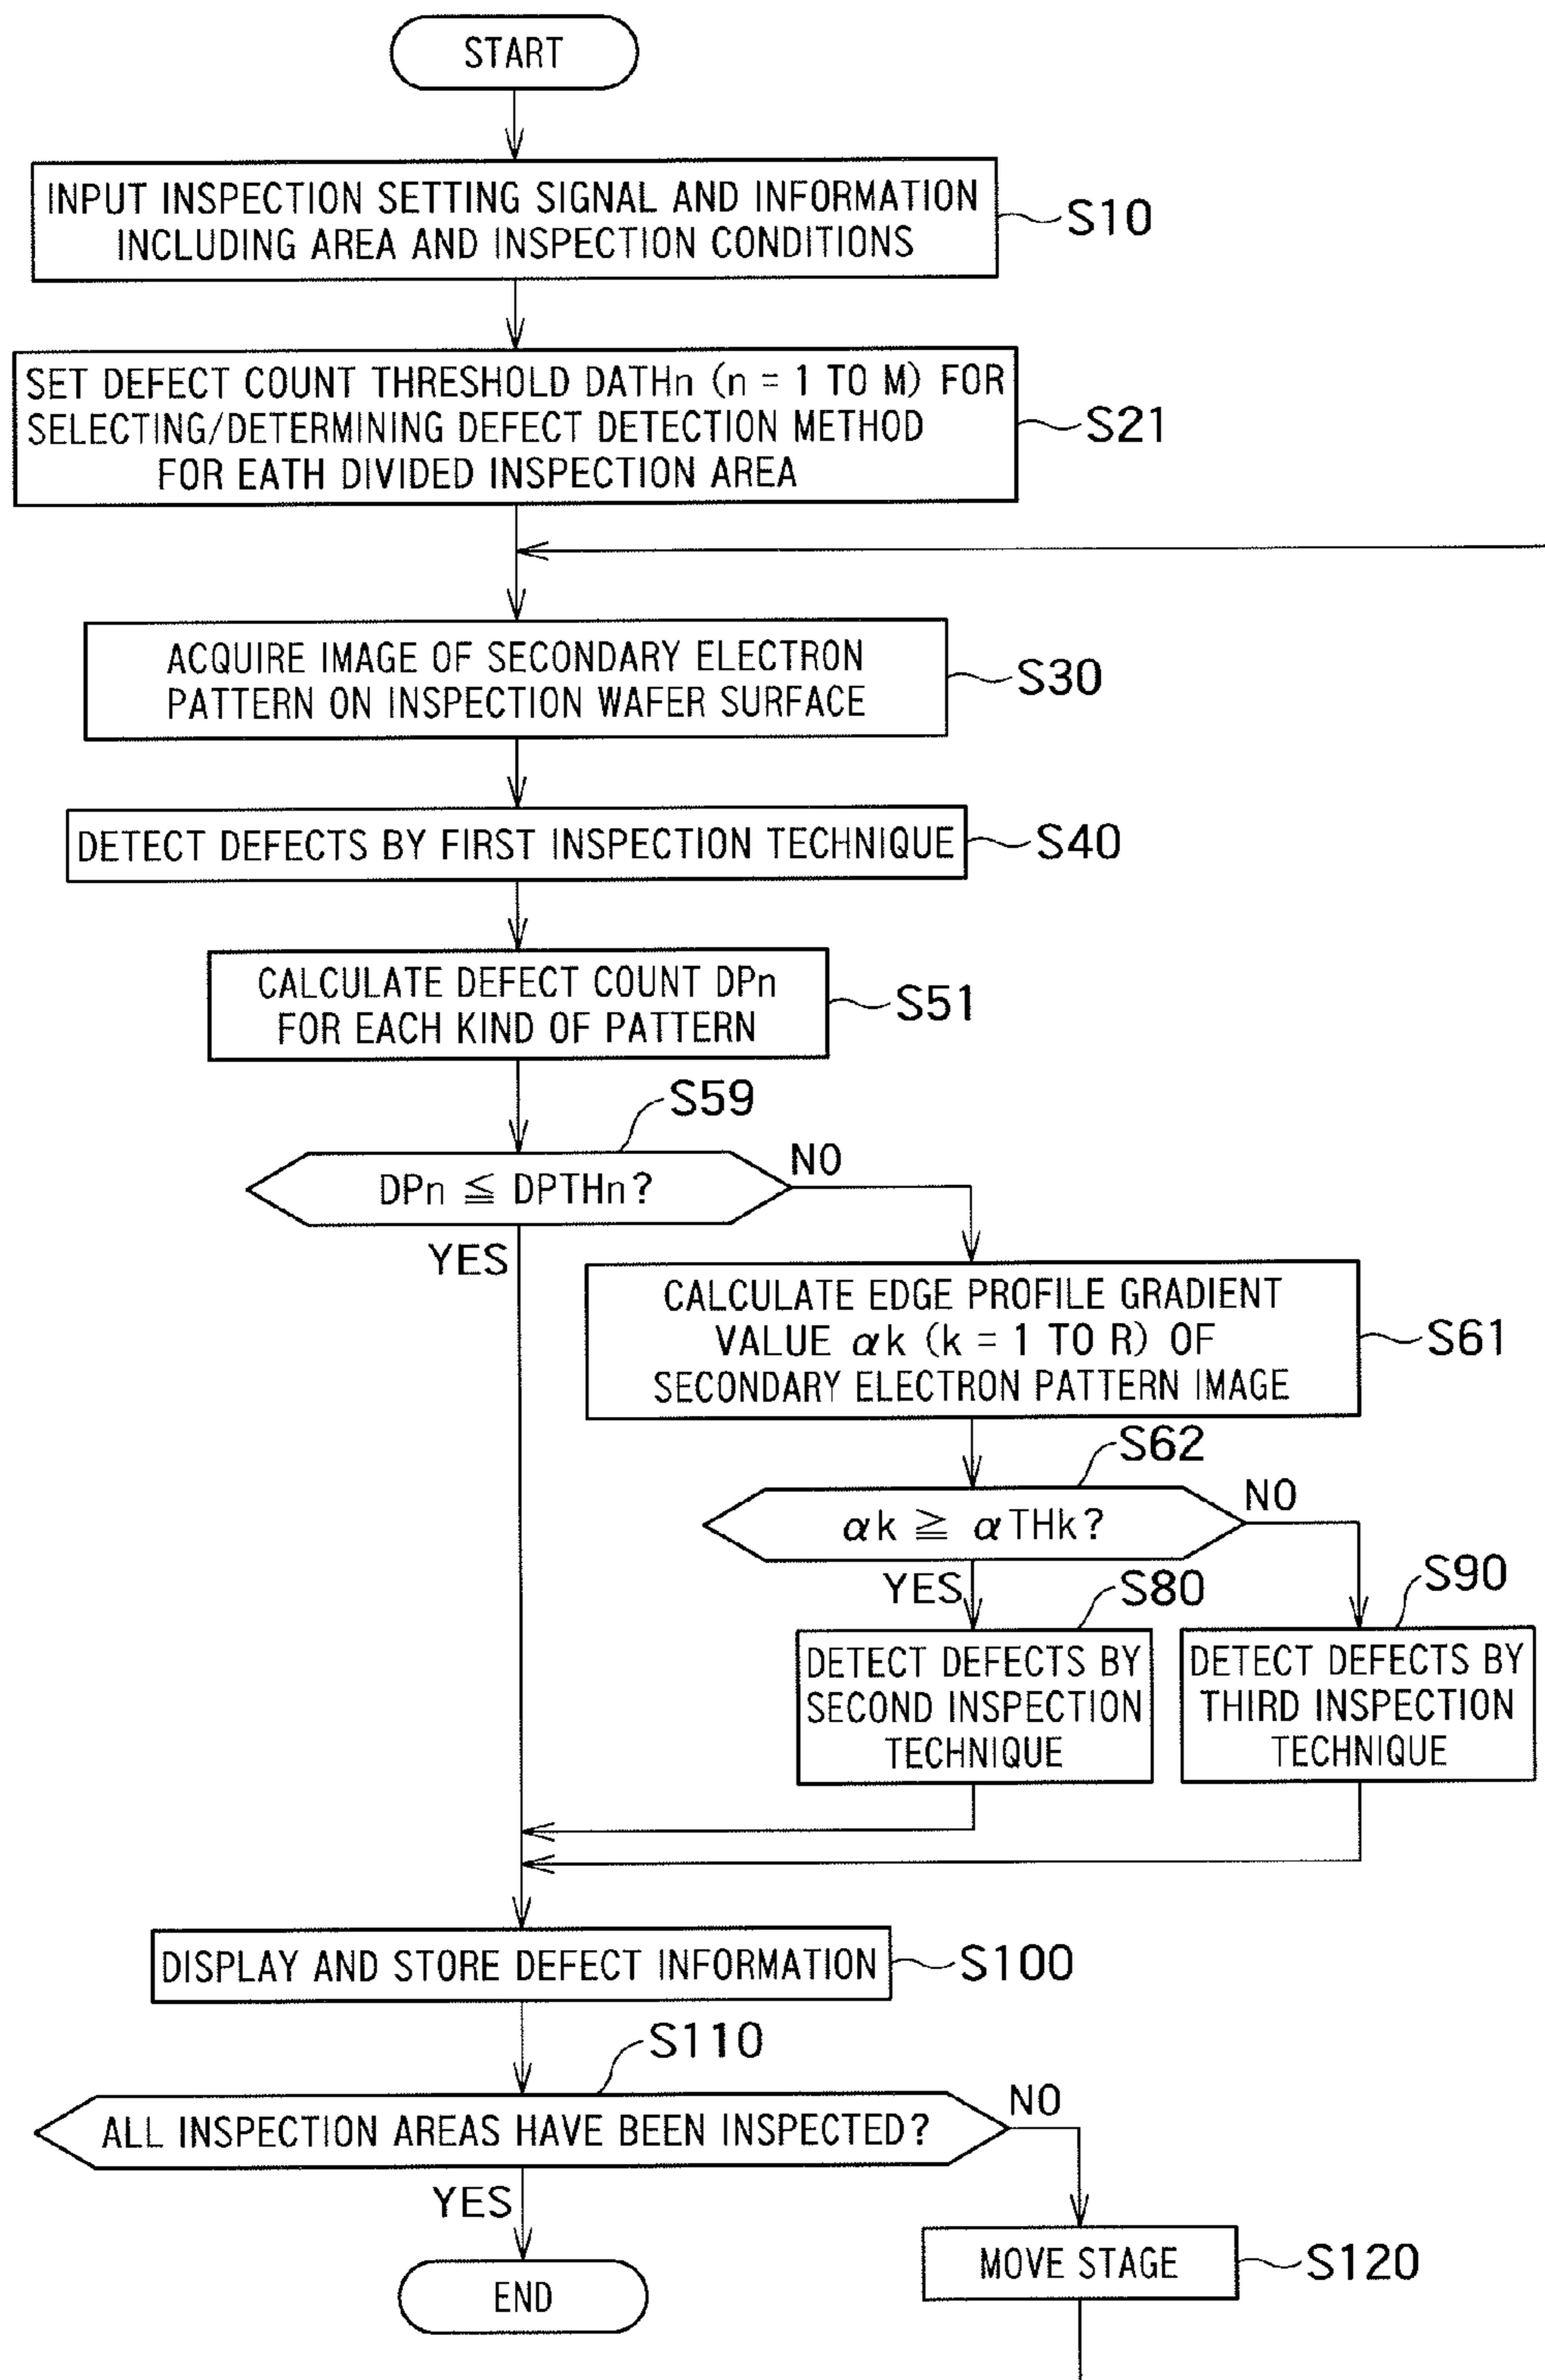 START
INPUT INSPECTION SETTING SIGNAL AND INFORMATION
INCLUDING AREA AND INSPECTION CONDITIONS
S10
SET DEFECT COUNT THRESHOLD DATHn (n = 1 TO M) FOR
SELECTING/DETERMINING DEFECT DETECTION METHOD
FOR EATH DIVIDED INSPECTION AREA
S21
ACQUIRE IMAGE OF SECONDARY ELECTRON
PATTERN ON INSPECTION WAFER SURFACE
S30
DETECT DEFECTS BY FIRST INSPECTION TECHNIQUE
S40
CALCULATE DEFECT COUNT DPn
FOR EACH KIND OF PATTERN
S51
S59
DPn ≦ DPTHn?
NO
YES
CALCULATE EDGE PROFILE GRADIENT
VALUE αk (k = 1 TO R) OF
SECONDARY ELECTRON PATTERN IMAGE
S61
S62
αk ≧ αTHk?
NO
YES
S80
S90
DETECT DEFECTS BY
SECOND INSPECTION
TECHNIQUE
DETECT DEFECTS BY
THIRD INSPECTION
TECHNIQUE
DISPLAY AND STORE DEFECT INFORMATION
S100
S110
ALL INSPECTION AREAS HAVE BEEN INSPECTED?
NO
YES
MOVE STAGE
S120
END